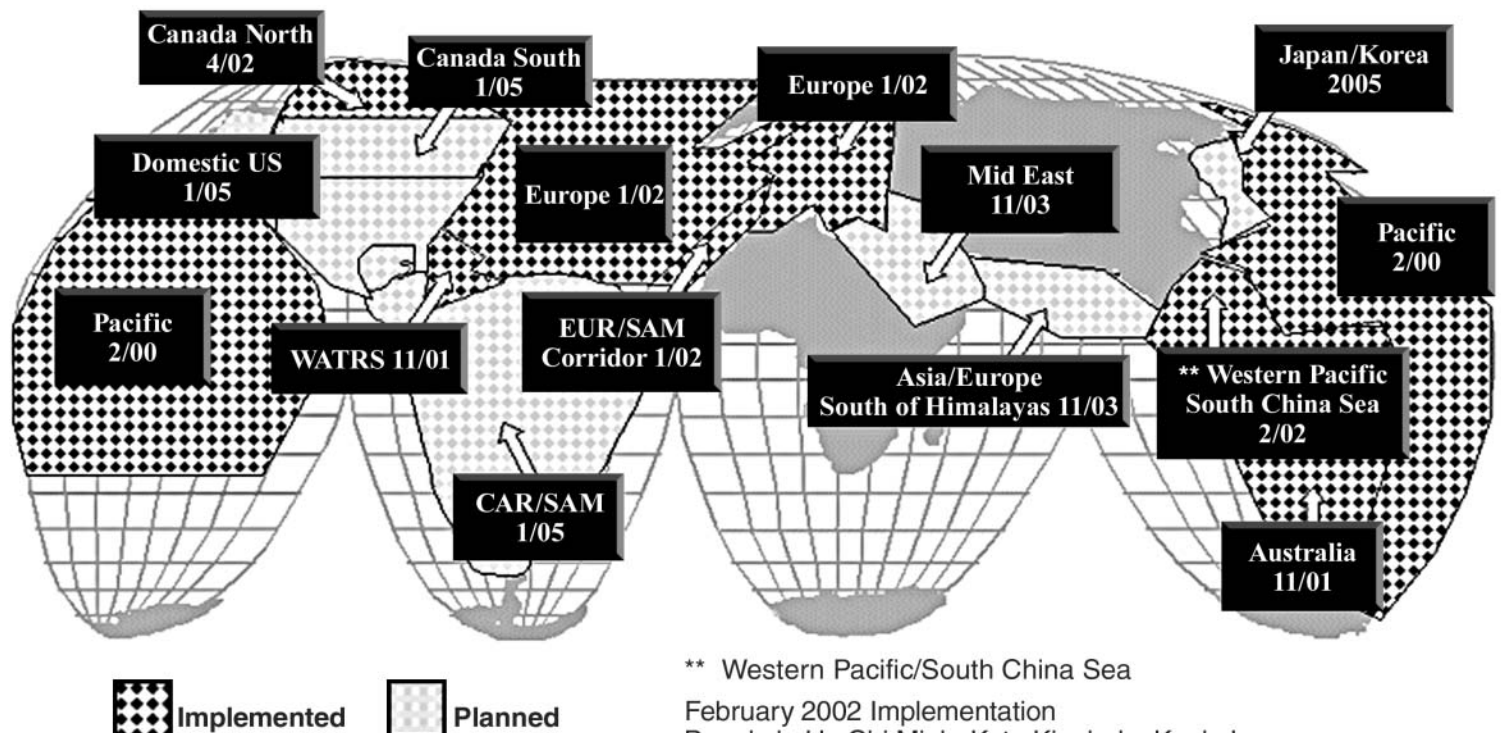 Canada North
4/02
Canada South
1/05
Europe 1/02
Japan/Korea
2005
Domestic US
1/05
Europe 1/02
Mid East
11/03
Pacific
2/00
Pacific
2/00
WATRS 11/01
EUR/SAM
Corridor 1/02
Asia/Europe
South of Himalayas 11/03
** Western Pacific
South China Sea
2/02
CAR/SAM
1/05
Australia
11/01
Implemented
Planned
** Western Pacific/South China Sea
February 2002 Implementation